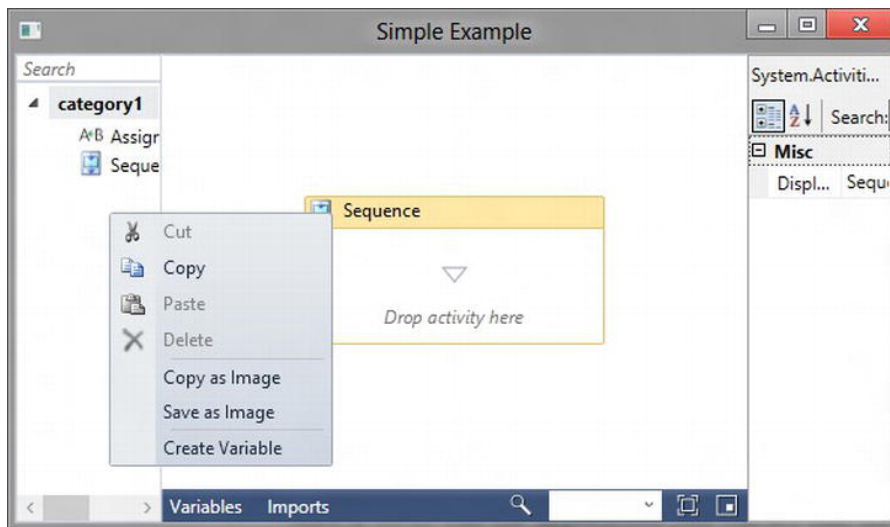 Simple Example
Search
category1
A+B Assigr
Seque
System.Activiti...
Search:
Misc
Displ... Sequ
Sequence
Drop activity here
Cut
Copy
Paste
Delete
Copy as Image
Save as Image
Create Variable
Variables Imports